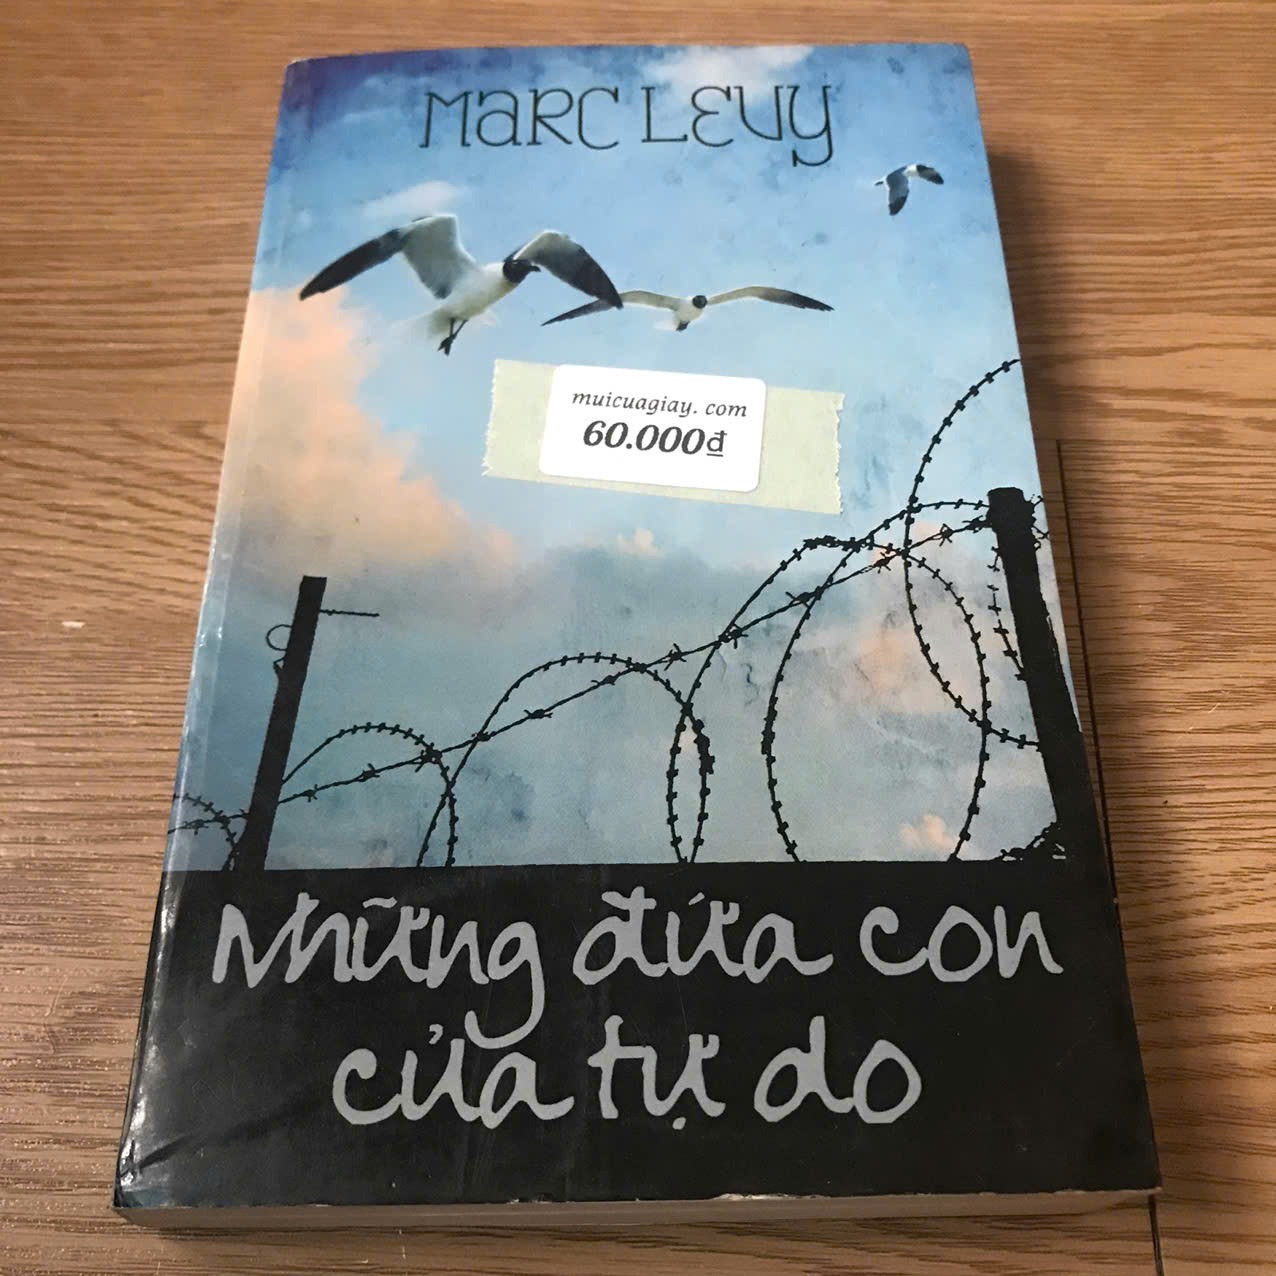 MARC LEVY
muicuagiay. com
60.000đ
Những đứa con
của tự do